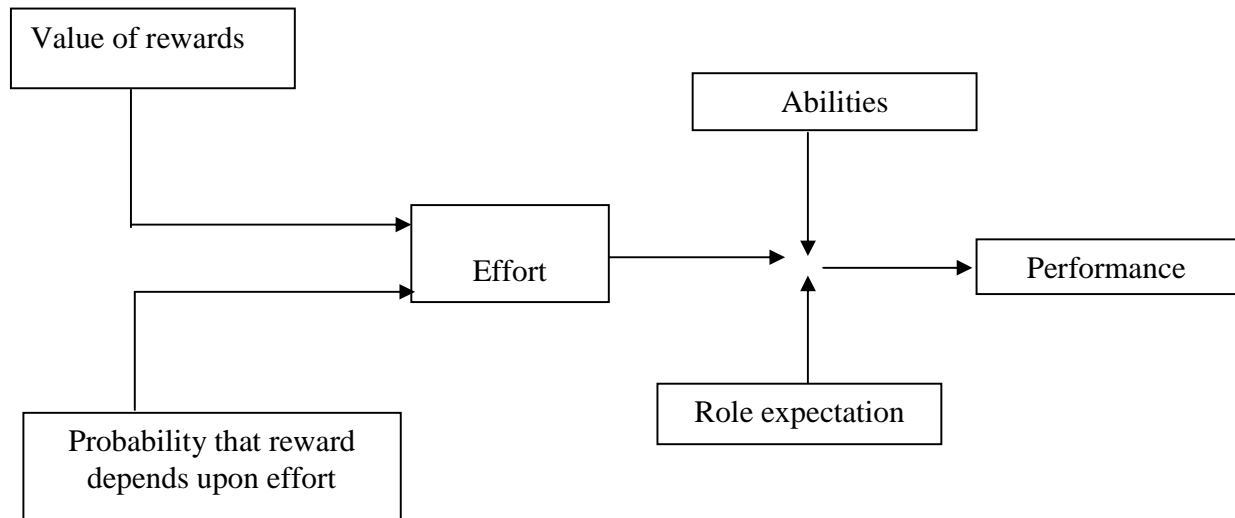 Value of rewards
Abilities
Effort
Performance
Role expectation
Probability that reward
depends upon effort